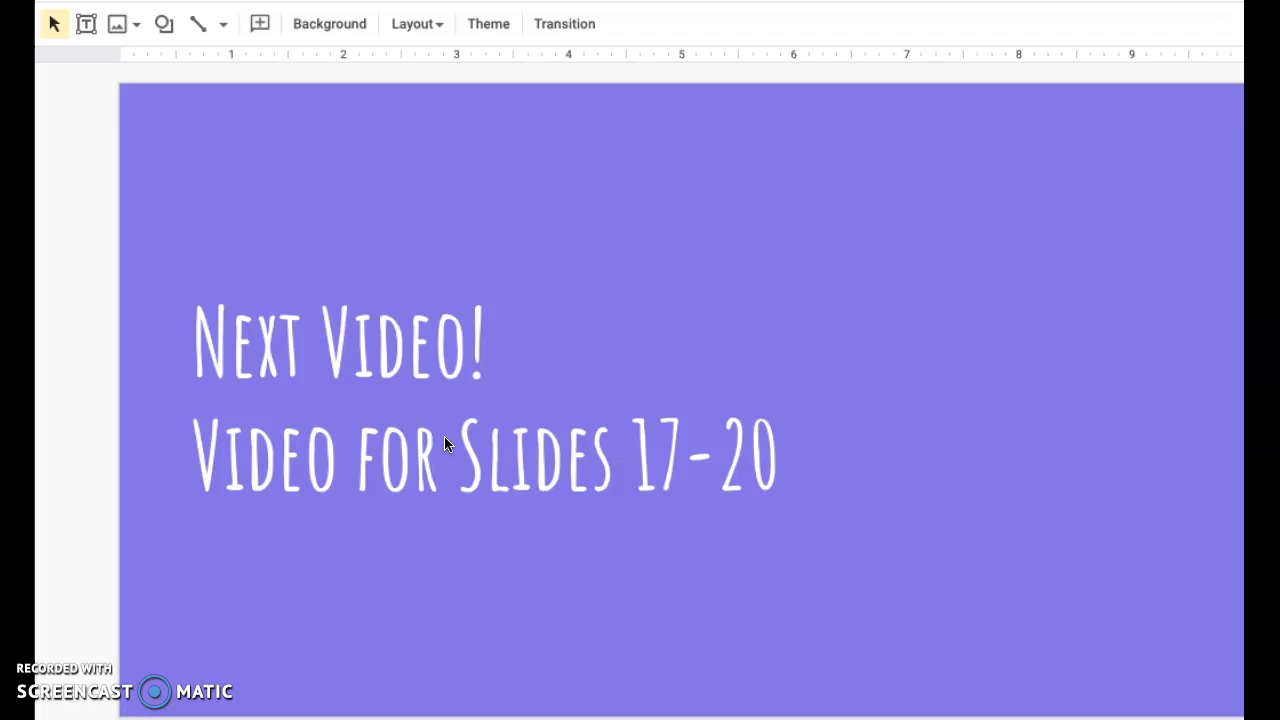 Background Layout Theme Transition
1 2 3 4 5 6 7 8 9
Next Video!
Video for Slides 17-20
RECORDED WITH
SCREENCAST MATIC